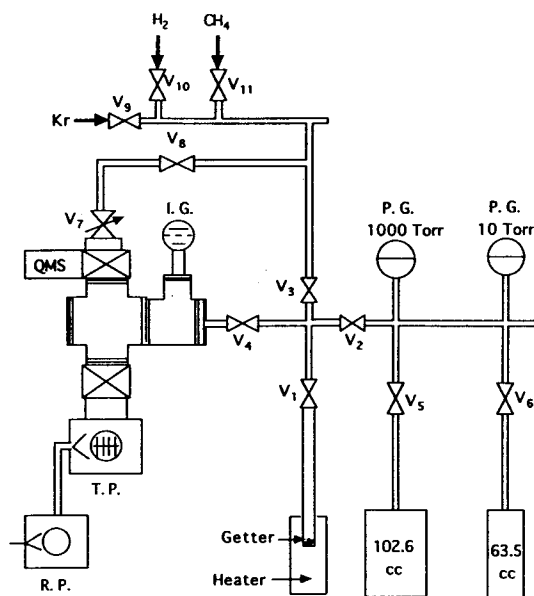 H2 CH4
V10 V11
V9
Kr
V8
P. G. P. G.
1000 Torr 10 Torr
V7 I. G.
QMS
V3
V4 V2
V1 V5 V6
T. P.
Getter
Heater
102.6
cc
63.5
cc
R. P.